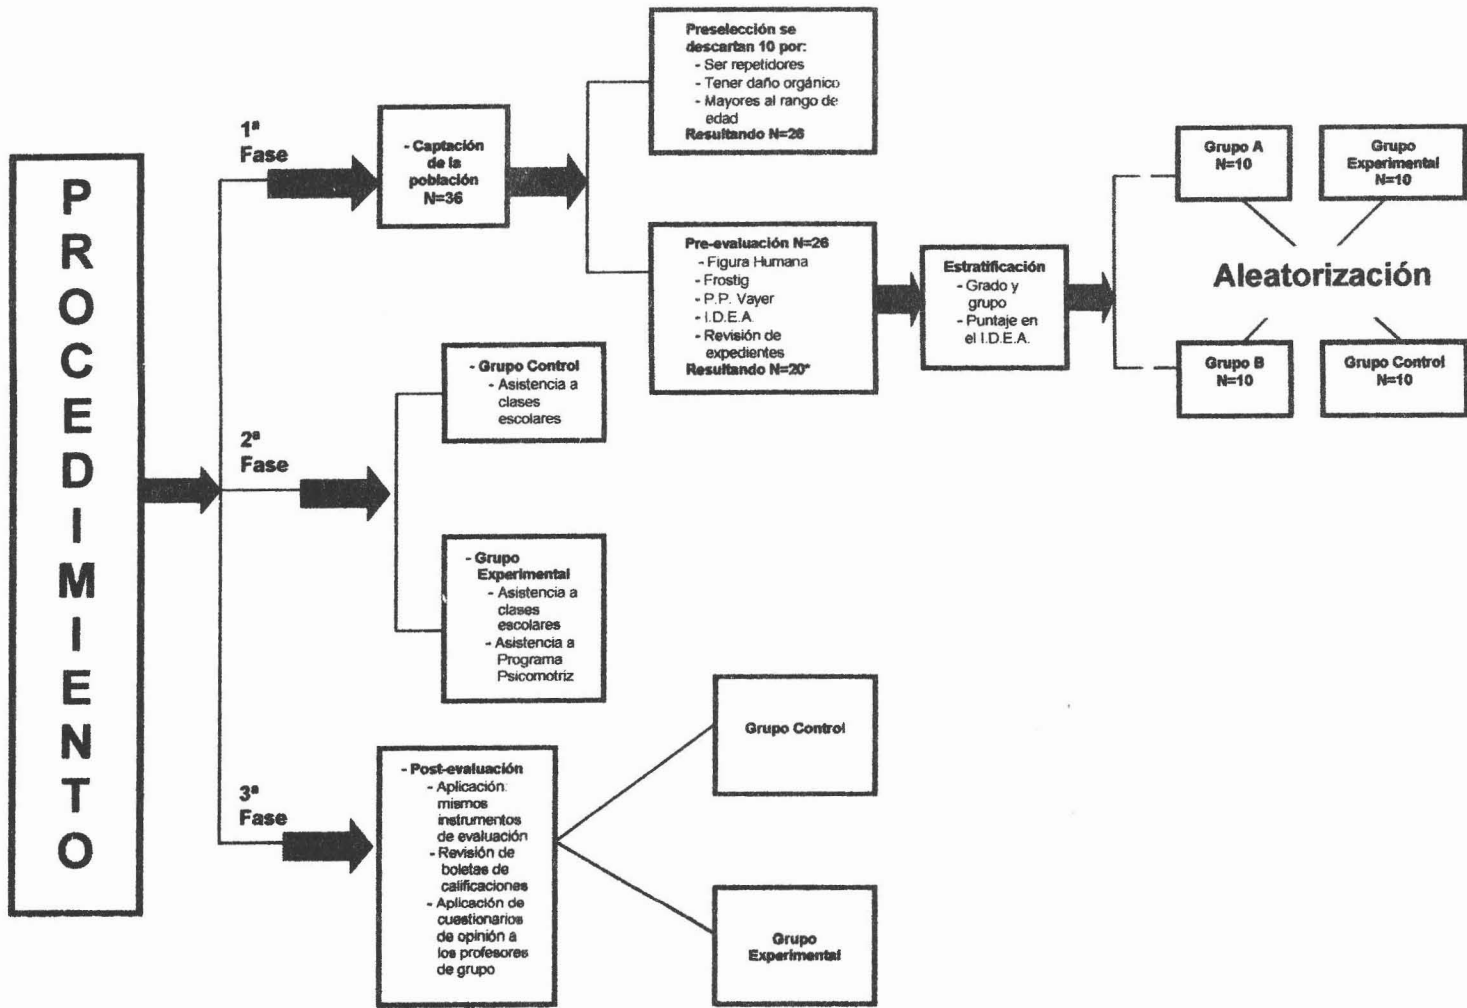 PROCEDIMIENTO
1ª
Fase
- Captación
de la
población
N=36
Preselección se
descartan 10 por:
- Ser repetidores
- Tener daño orgánico
- Mayores al rango de
edad
Resultando N=26
Pre-evaluación N=26
- Figura Humana
- Frostig
- P.P. Vayer
- I.D.E.A.
- Revisión de
expedientes
Resultando N=20*
Estratificación
- Grado y
grupo
- Puntaje en
el I.D.E.A.
Grupo A
N=10
Grupo
Experimental
N=10
Aleatorización
Grupo B
N=10
Grupo Control
N=10
2ª
Fase
- Grupo Control
- Asistencia a
clases
escolares
- Grupo
Experimental
- Asistencia a
clases
escolares
- Asistencia a
Programa
Psicomotriz
3ª
Fase
- Post-evaluación
- Aplicación:
mismos
instrumentos
de evaluación
- Revisión de
boletas de
calificaciones
- Aplicación de
cuestionarios
de opinión a
los profesores
de grupo
Grupo Control
Grupo
Experimental